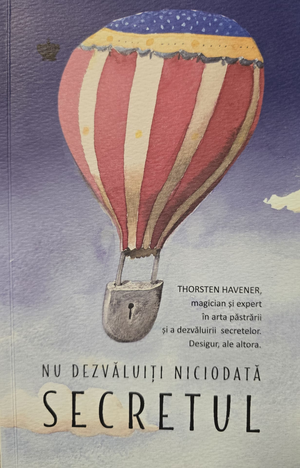 THORSTEN HAVENER,
magician și expert
în arta păstrării
și a dezvăluirii secretelor.
Desigur, ale altora.
NU DEZVĂLUIȚI NICIODATĂ
SECRETUL